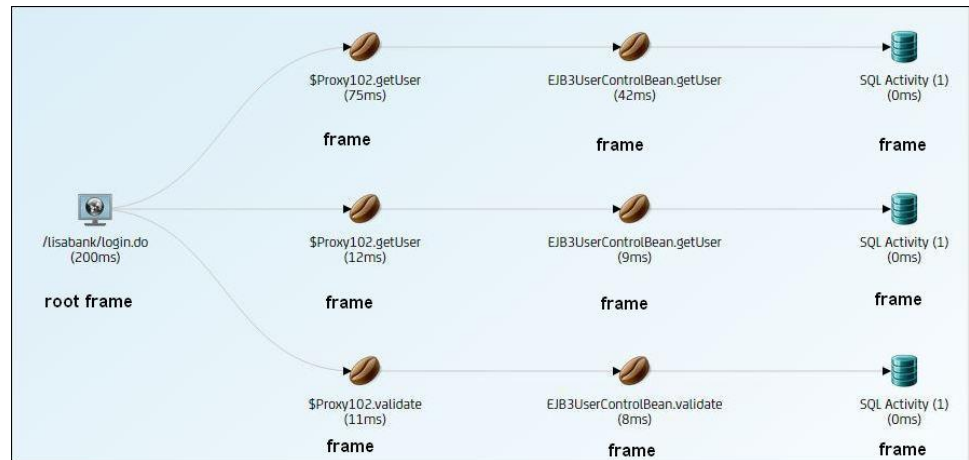 $Proxy102.getUser
(75ms)
frame
EJB3UserControlBean.getUser
(42ms)
frame
SQL Activity (1)
(0ms)
frame
/lisabank/login.do
(200ms)
root frame
$Proxy102.getUser
(12ms)
frame
EJB3UserControlBean.getUser
(9ms)
frame
SQL Activity (1)
(0ms)
frame
$Proxy102.validate
(11ms)
frame
EJB3UserControlBean.validate
(8ms)
frame
SQL Activity (1)
(0ms)
frame